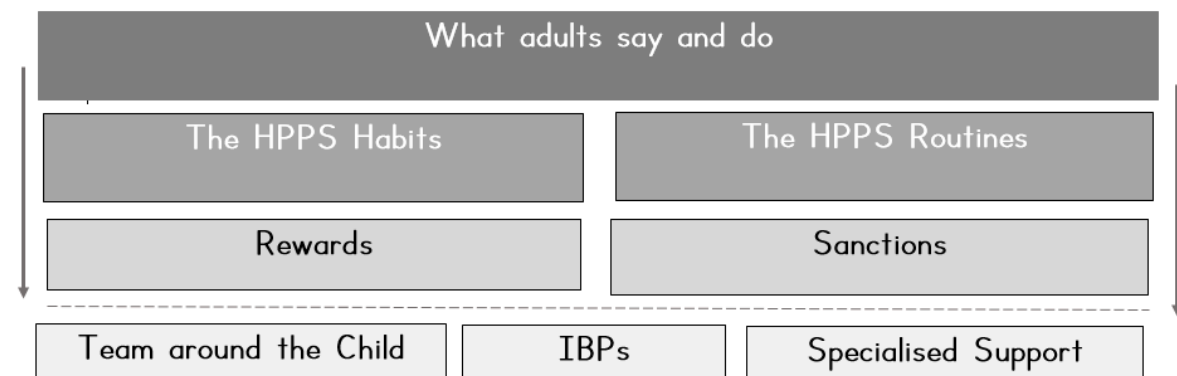 What adults say and do
The HPPS Habits
The HPPS Routines
Rewards
Sanctions
Team around the Child
IBPs
Specialised Support